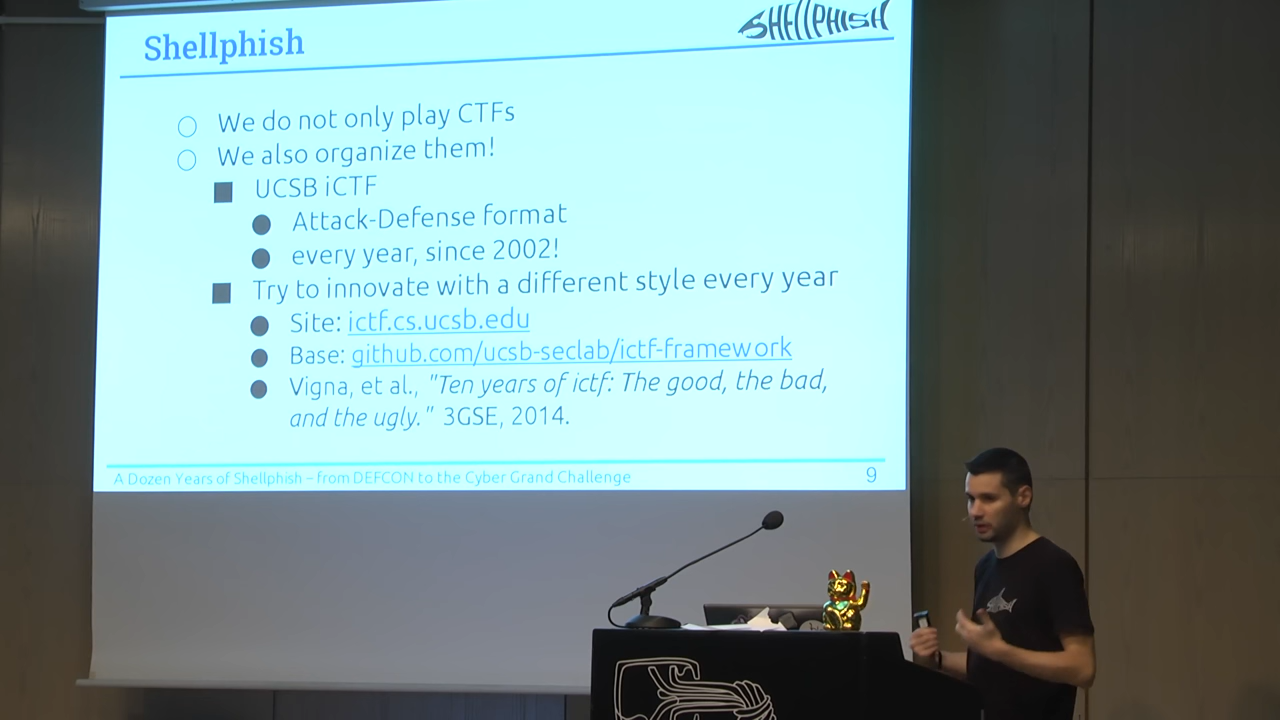 Shellphish
SHELLPHISH
We do not only play CTFs
We also organize them!
UCSB iCTF
Attack-Defense format
every year, since 2002!
Try to innovate with a different style every year
Site: ictf.cs.ucsb.edu
Base: github.com/ucsb-seclab/ictf-framework
Vigna, et al., "Ten years of ictf: The good, the bad,
and the ugly." 3GSE, 2014.
A Dozen Years of Shellphish – from DEFCON to the Cyber Grand Challenge
9